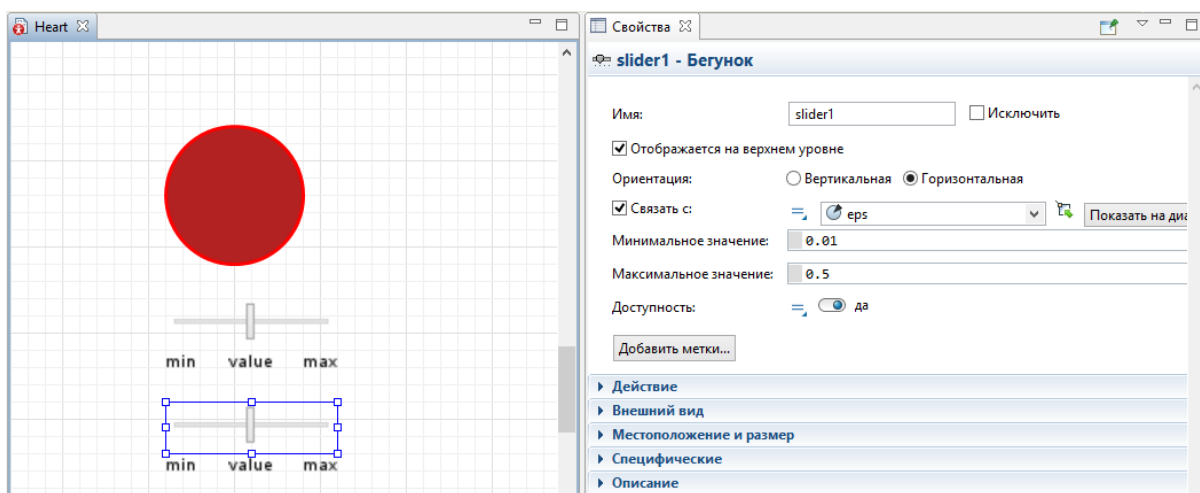 Heart
min value max
min value max
Свойства
slider1 - Бегунок
Имя: slider1 Исключить
Отображается на верхнем уровне
Ориентация: Вертикальная Горизонтальная
Связать с: eps Показать на диа
Минимальное значение: 0.01
Максимальное значение: 0.5
Доступность: да
Добавить метки...
Действие
Внешний вид
Местоположение и размер
Специфические
Описание